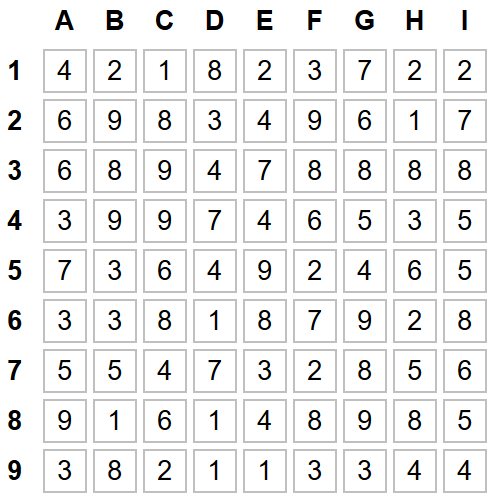 A B C D E F G H I
1 4 2 1 8 2 3 7 2 2
2 6 9 8 3 4 9 6 1 7
3 6 8 9 4 7 8 8 8 8
4 3 9 9 7 4 6 5 3 5
5 7 3 6 4 9 2 4 6 5
6 3 3 8 1 8 7 9 2 8
7 5 5 4 7 3 2 8 5 6
8 9 1 6 1 4 8 9 8 5
9 3 8 2 1 1 3 3 4 4